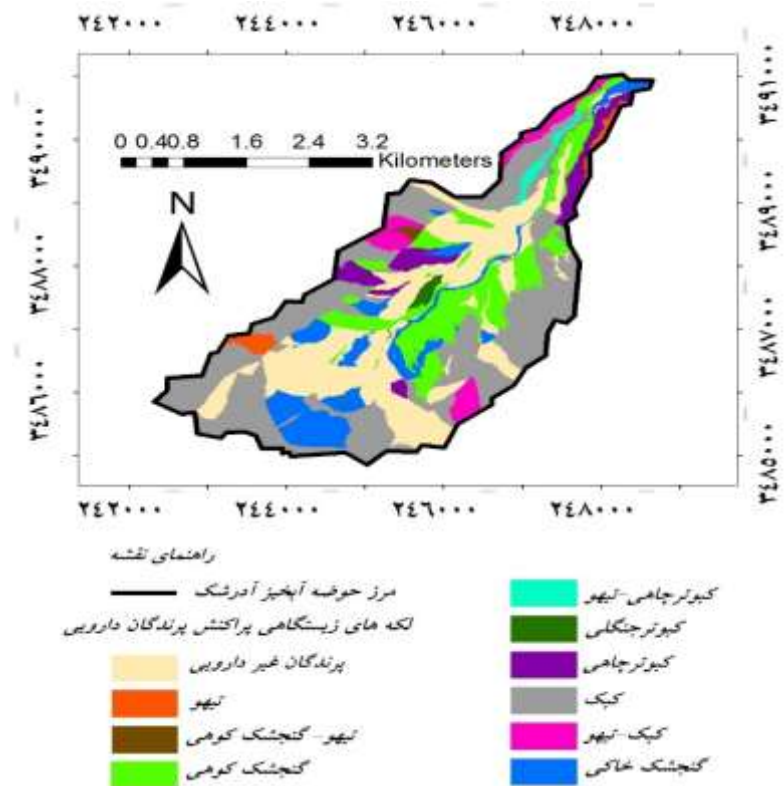 ۲۴۲۰۰۰ ۲۴۴۰۰۰ ۲۴۶۰۰۰ ۲۴۸۰۰۰
۳۴۹۱۰۰۰
۳۴۹۰۰۰۰
۳۴۸۹۰۰۰
۳۴۸۸۰۰۰
۳۴۸۷۰۰۰
۳۴۸۶۰۰۰
۳۴۸۵۰۰۰
0 0.4 0.8 1.6 2.4 3.2
Kilometers
N
۲۴۲۰۰۰ ۲۴۴۰۰۰ ۲۴۶۰۰۰ ۲۴۸۰۰۰
راهنمای نقشه
مرز حوضه آبخیز آدرشک
لکه های زیستگاهی پراکنش پرندگان دارویی
پرندگان غیر دارویی
تیهو
تیهو-گنجشک کوهی
گنجشک کوهی
کبوترچاهی-تیهو
کبوترجنگلی
کبوترچاهی
کبک
کبک-تیهو
گنجشک خاکی